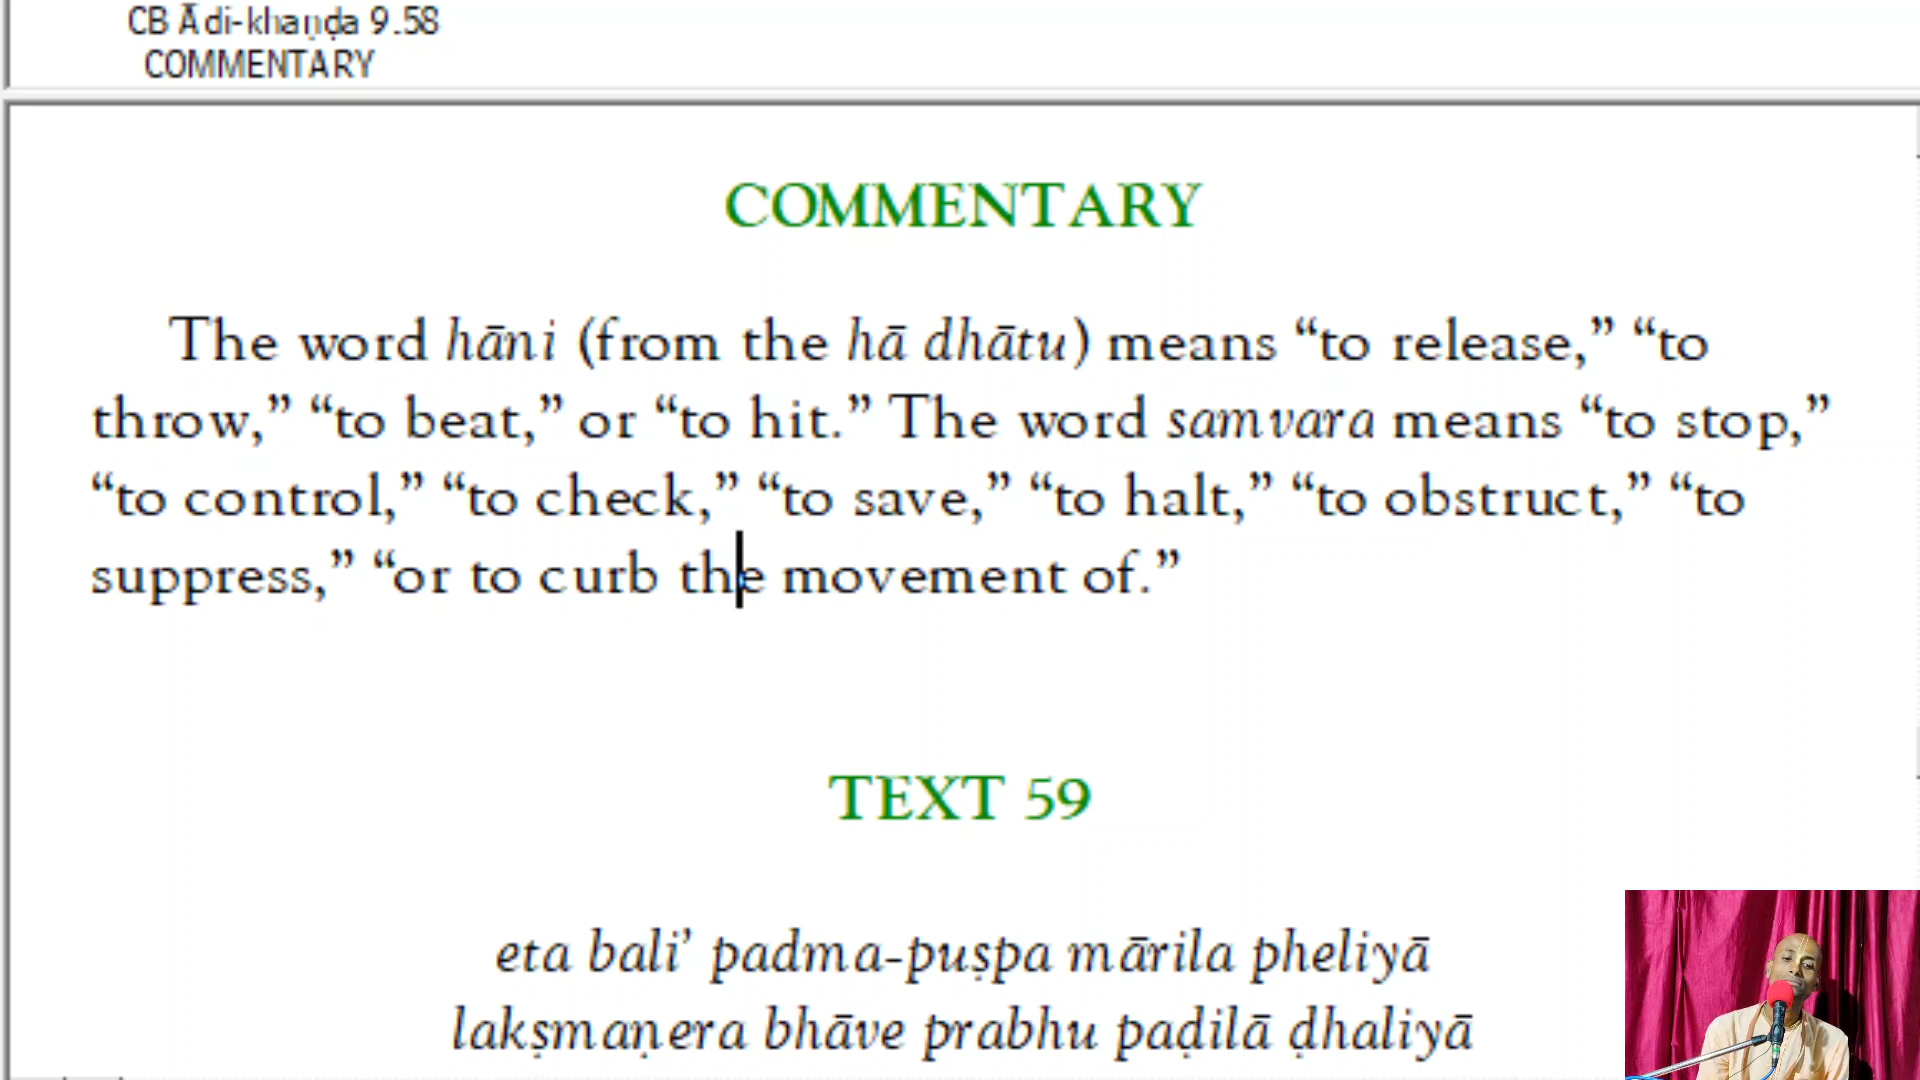 CB Ādi-khaṇḍa 9.58
COMMENTARY
COMMENTARY
The word hāni (from the hā dhātu) means “to release,” “to
throw,” “to beat,” or “to hit.” The word samvara means “to stop,”
“to control,” “to check,” “to save,” “to halt,” “to obstruct,” “to
suppress,” “or to curb the movement of.”
TEXT 59
eta bali’ padma-puṣpa mārila pheliyā
lakṣmaṇera bhāve prabhu paḍilā ḍhaliyā